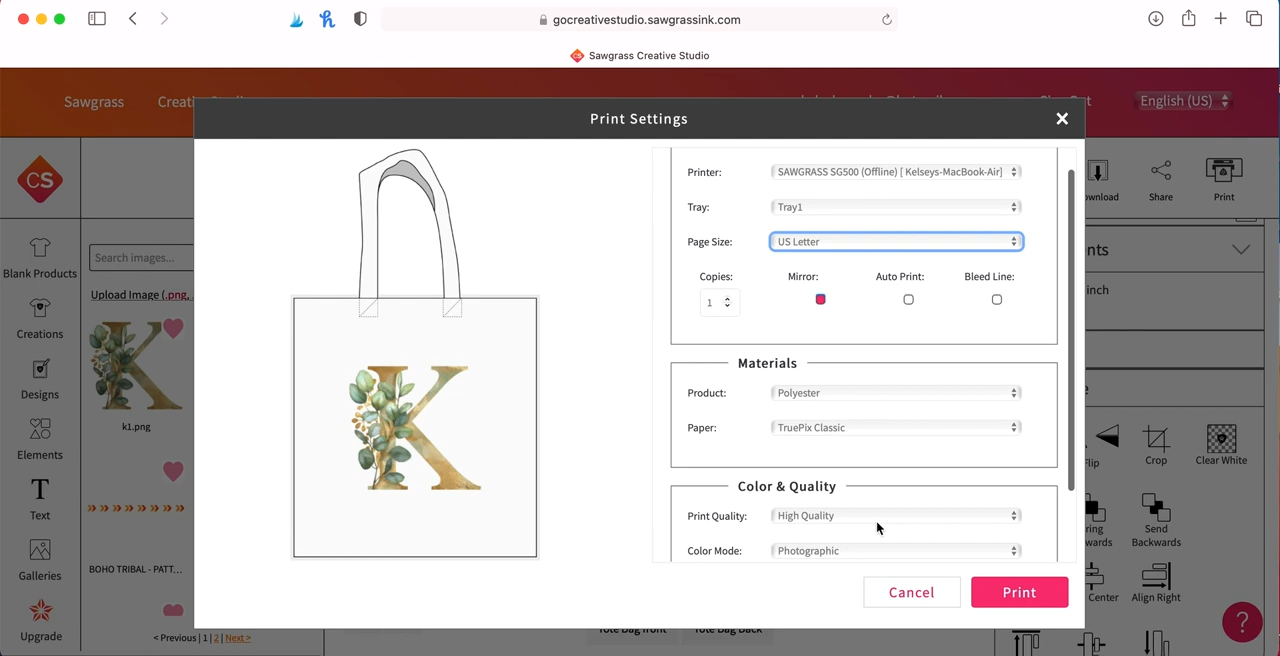 gocreativestudio.sawgrassink.com
Sawgrass Creative Studio
Sawgrass
English (US)
Print Settings
CS
Share
Print
Blank Products
Creations
Designs
Elements
Text
Galleries
Upgrade
Search images...
Upload Image (.png,
k1.png
BOHO TRIBAL - PATT...
< Previous | 1 | 2 | Next >
K
Printer:
SAWGRASS SG500 (Offline) [ Kelseys-MacBook-Air]
Tray:
Tray1
Page Size:
US Letter
Copies:
Mirror:
Auto Print:
Bleed Line:
1
Materials
Product:
Polyester
Paper:
TruePix Classic
Color & Quality
Print Quality:
High Quality
Color Mode:
Photographic
Cancel
Print
nts
inch
Flip
Crop
Clear White
Send
Backwards
Center
Align Right
?